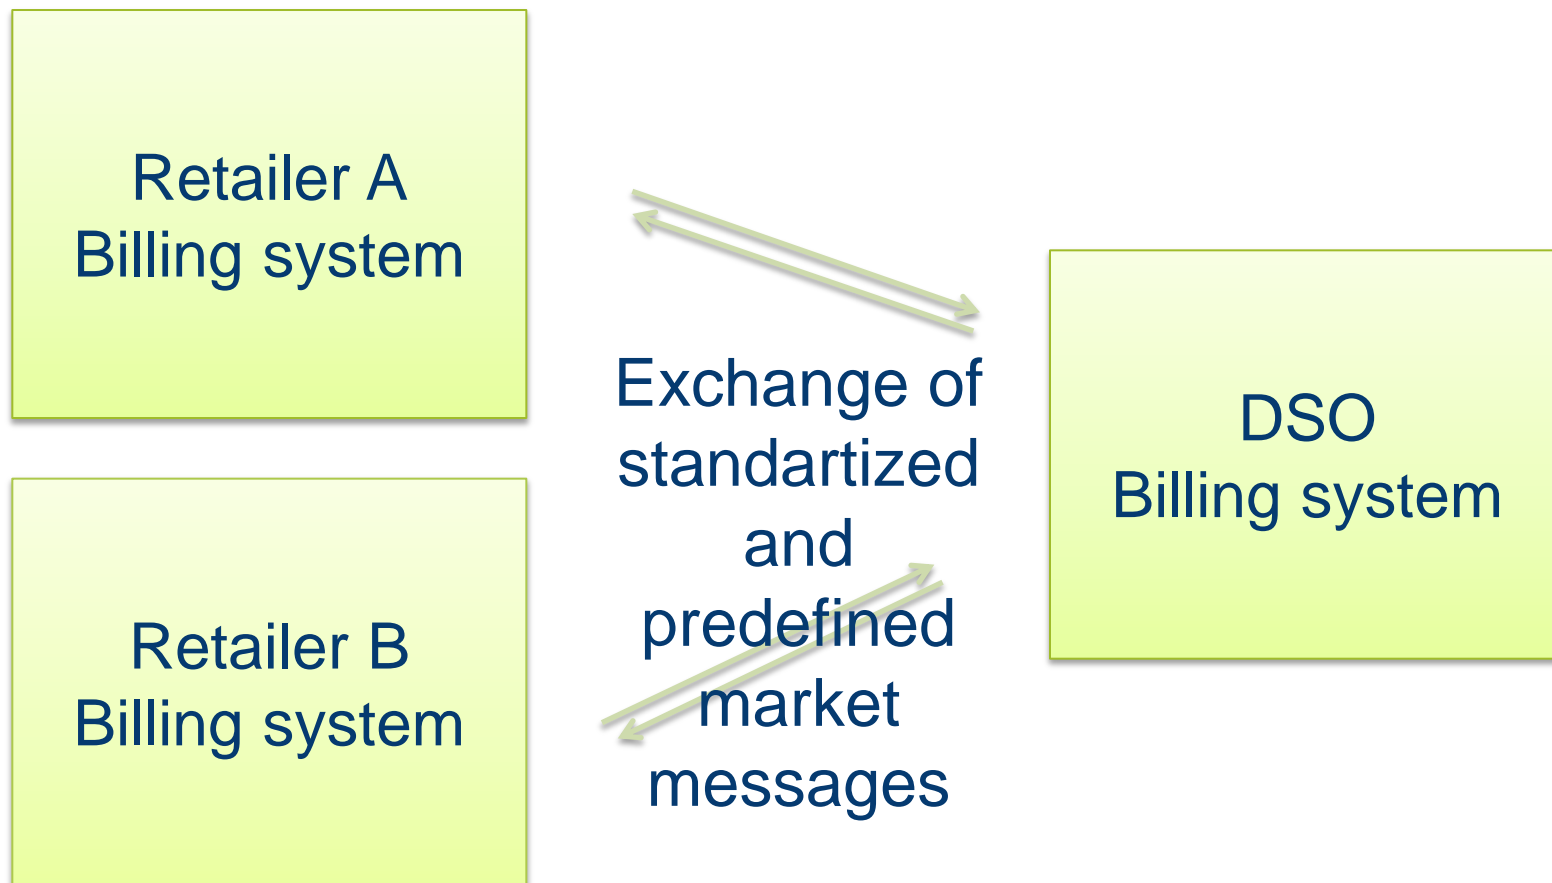 Retailer A
Billing system
Exchange of
standartized
and
predefined
market
messages
DSO
Billing system
Retailer B
Billing system